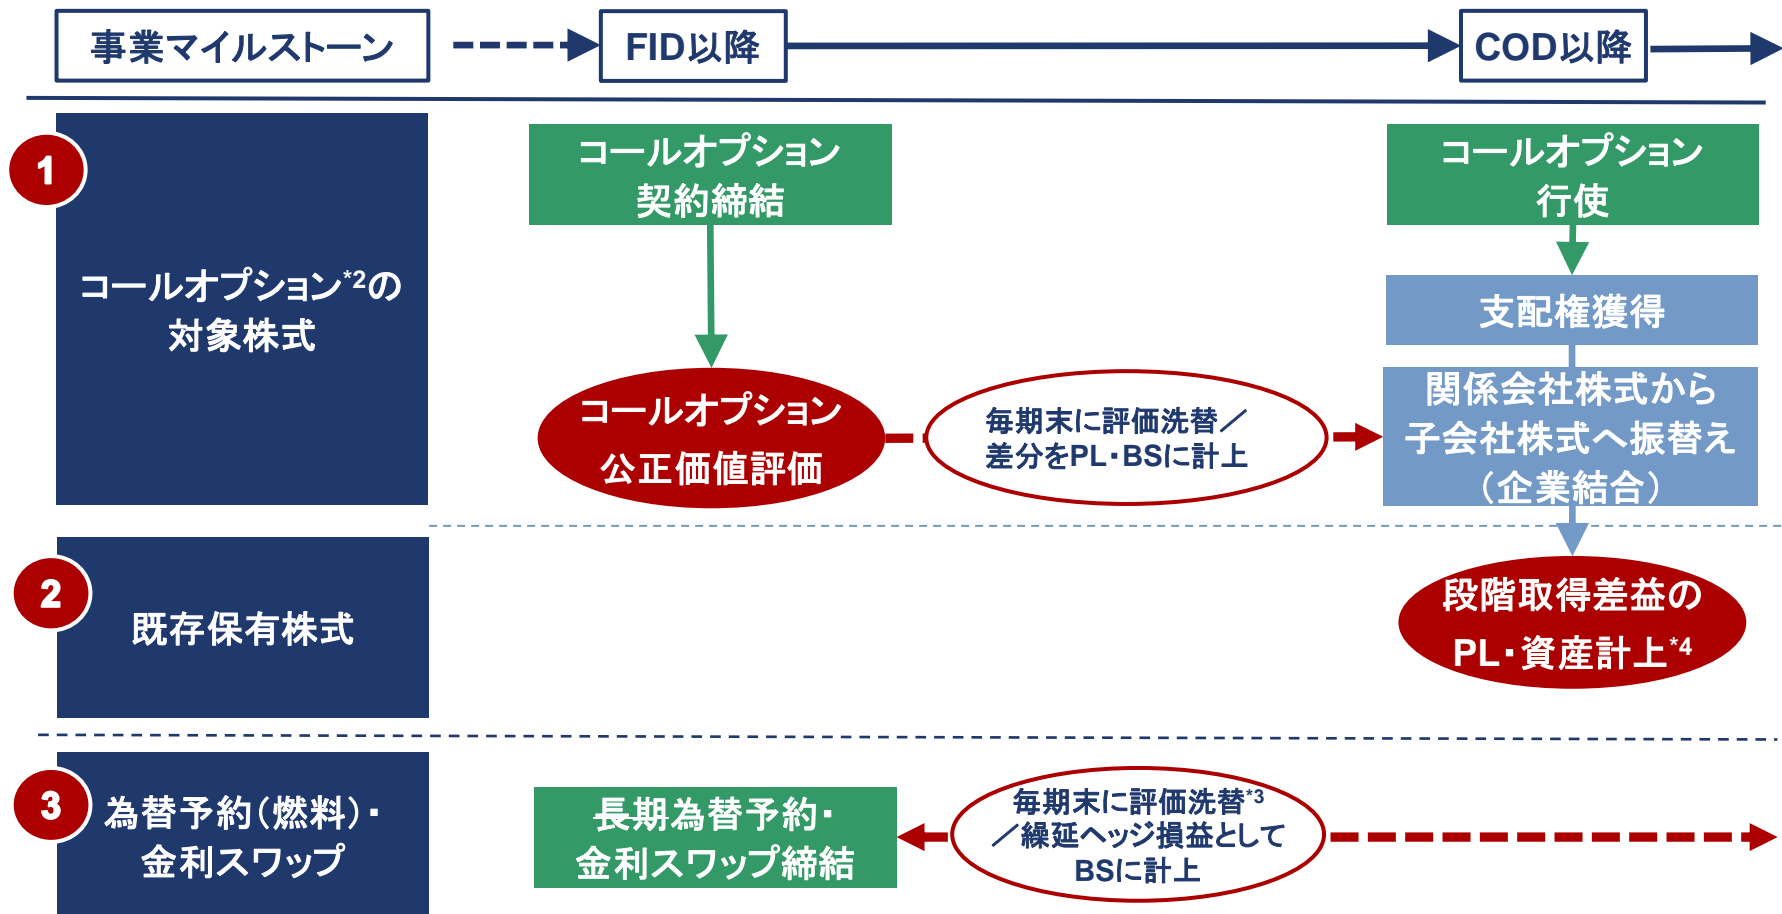 事業マイルストーン
FID以降
COD以降
1
コールオプション*2の
対象株式
コールオプション
契約締結
コールオプション
公正価値評価
毎期末に評価洗替／
差分をPL・BSに計上
コールオプション
行使
支配権獲得
関係会社株式から
子会社株式へ振替え
（企業結合）
2
既存保有株式
段階取得差益の
PL・資産計上*4
3
為替予約（燃料）・
金利スワップ
長期為替予約・
金利スワップ締結
毎期末に評価洗替*3
／繰延ヘッジ損益として
BSに計上